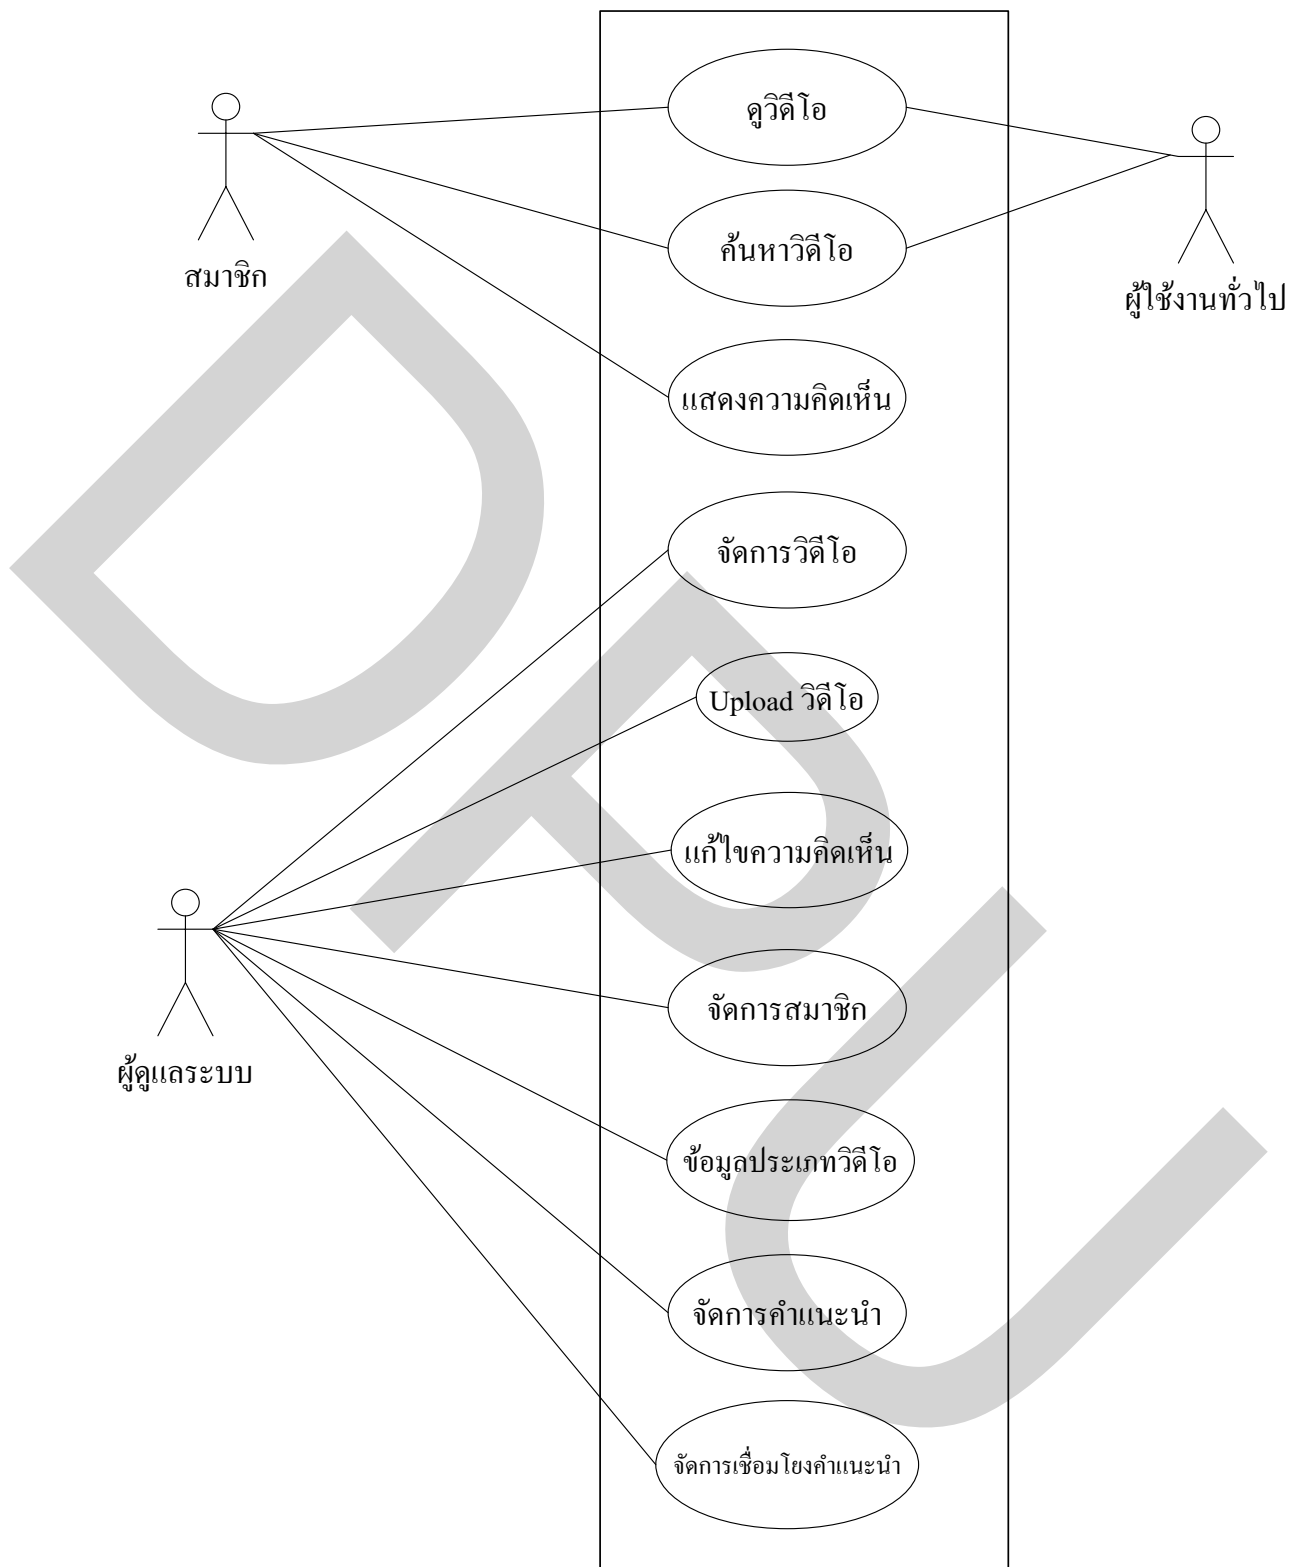 ดูวิดีโอ
ค้นหาวิดีโอ
สมาชิก
ผู้ใช้งานทั่วไป
แสดงความคิดเห็น
จัดการวิดีโอ
Upload วิดีโอ
แก้ไขความคิดเห็น
จัดการสมาชิก
ผู้ดูแลระบบ
ข้อมูลประเภทวิดีโอ
จัดการคำแนะนำ
จัดการเชื่อมโยงคำแนะนำ
DPU